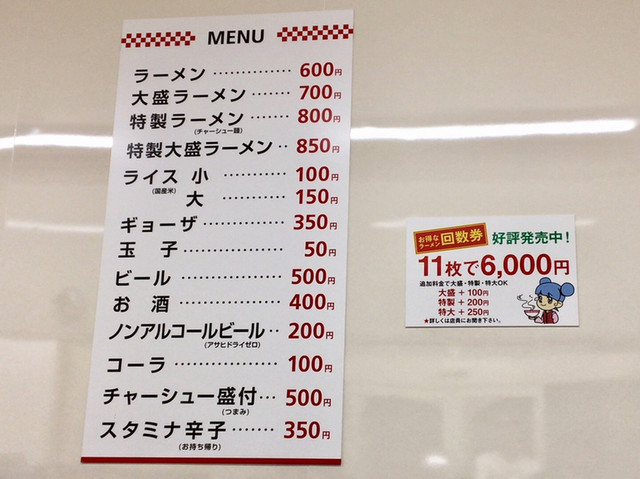 MENU
ラーメン ·············· 600円
大盛ラーメン ······· 700円
特製ラーメン ······· 800円
(チャーシュー麺)
特製大盛ラーメン ·· 850円
ライス 小 ··········· 100円
(国産米)
大 ··········· 150円
ギョーザ ··············· 350円
玉 子 ··················· 50円
ビール ················· 500円
お 酒 ················· 400円
ノンアルコールビール ·· 200円
(アサヒドライゼロ)
コーラ ················· 100円
チャーシュー盛付 ··· 500円
(つまみ)
スタミナ辛子 ······· 350円
(お持ち帰り)
お得な
ラーメン 回数券 好評発売中!
11枚で6,000円
追加料金で大盛・特製・特大OK
大盛 + 100円
特製 + 200円
特大 + 250円
★詳しくは店員にお聞き下さい。